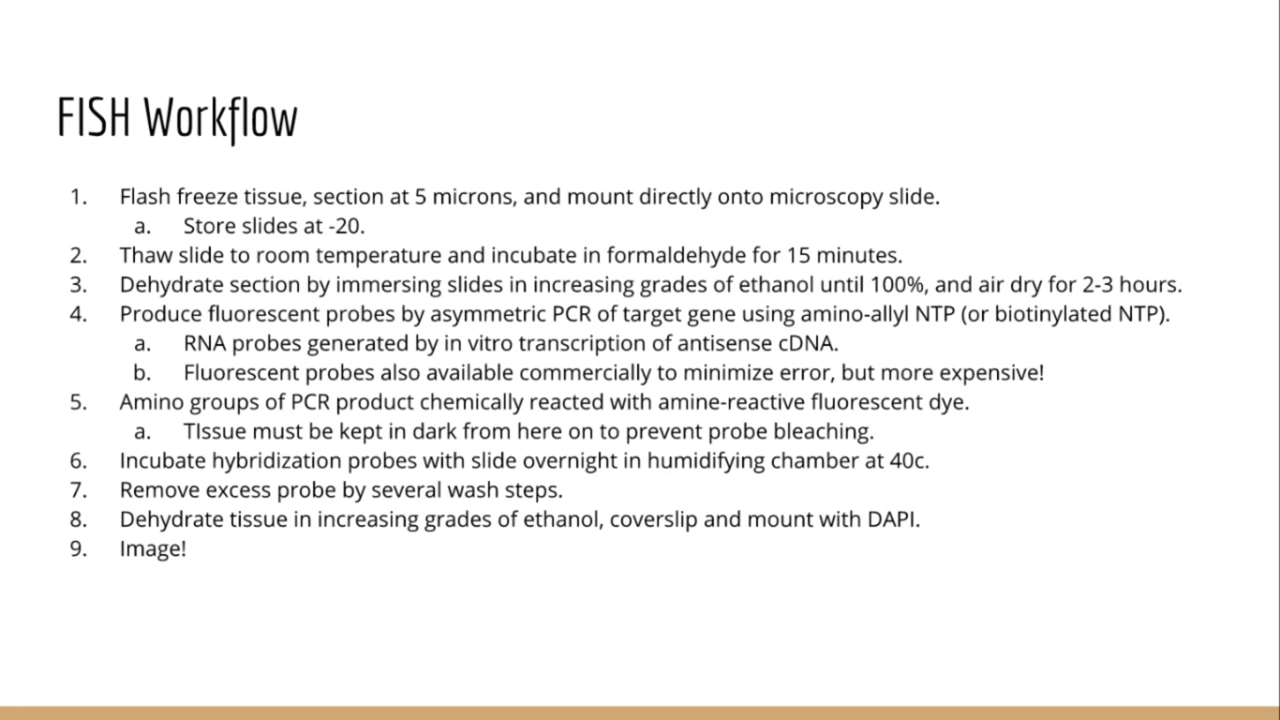 FISH Workflow
1. Flash freeze tissue, section at 5 microns, and mount directly onto microscopy slide.
a. Store slides at -20.
2. Thaw slide to room temperature and incubate in formaldehyde for 15 minutes.
3. Dehydrate section by immersing slides in increasing grades of ethanol until 100%, and air dry for 2-3 hours.
4. Produce fluorescent probes by asymmetric PCR of target gene using amino-allyl NTP (or biotinylated NTP).
a. RNA probes generated by in vitro transcription of antisense cDNA.
b. Fluorescent probes also available commercially to minimize error, but more expensive!
5. Amino groups of PCR product chemically reacted with amine-reactive fluorescent dye.
a. TIssue must be kept in dark from here on to prevent probe bleaching.
6. Incubate hybridization probes with slide overnight in humidifying chamber at 40c.
7. Remove excess probe by several wash steps.
8. Dehydrate tissue in increasing grades of ethanol, coverslip and mount with DAPI.
9. Image!